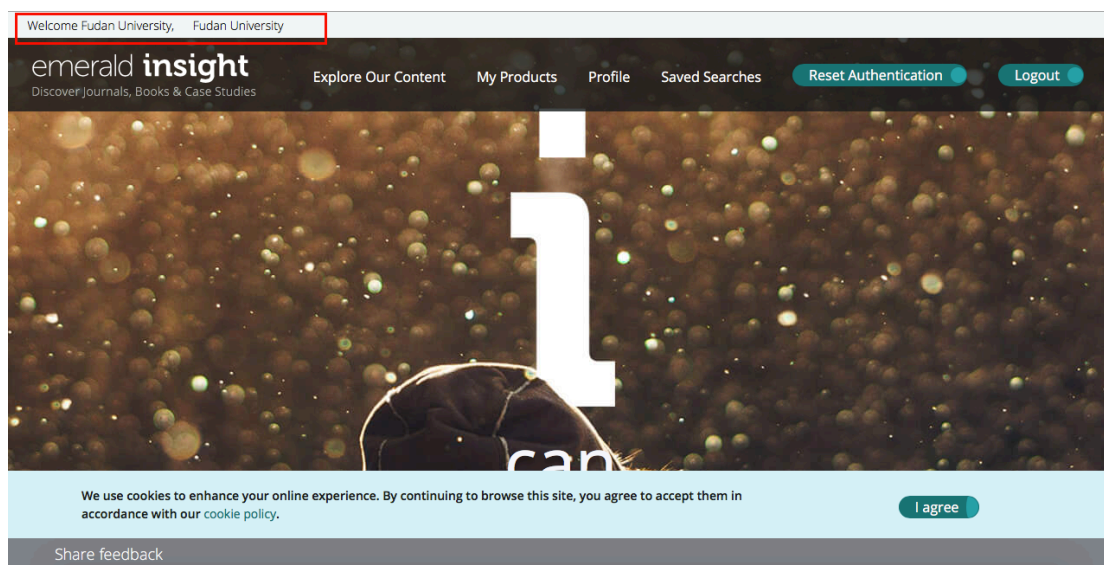 Welcome Fudan University, Fudan University
emerald insight
Discover Journals, Books & Case Studies
Explore Our Content My Products Profile Saved Searches Reset Authentication Logout
i
can
We use cookies to enhance your online experience. By continuing to browse this site, you agree to accept them in
accordance with our cookie policy.
I agree
Share feedback